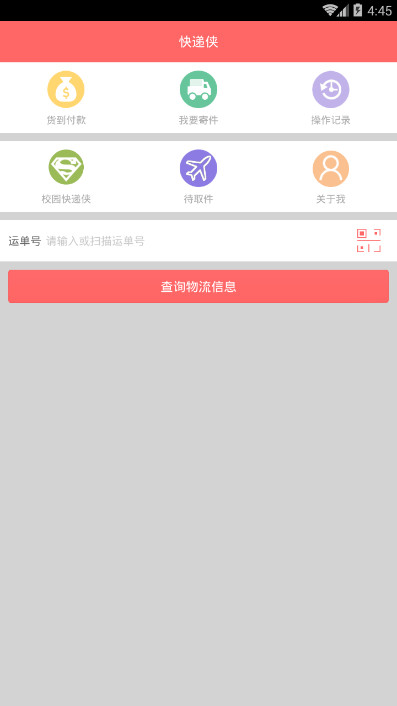 4:45
快递侠
货到付款 我要寄件 操作记录
校园快递侠 待取件 关于我
运单号 请输入或扫描运单号
查询物流信息